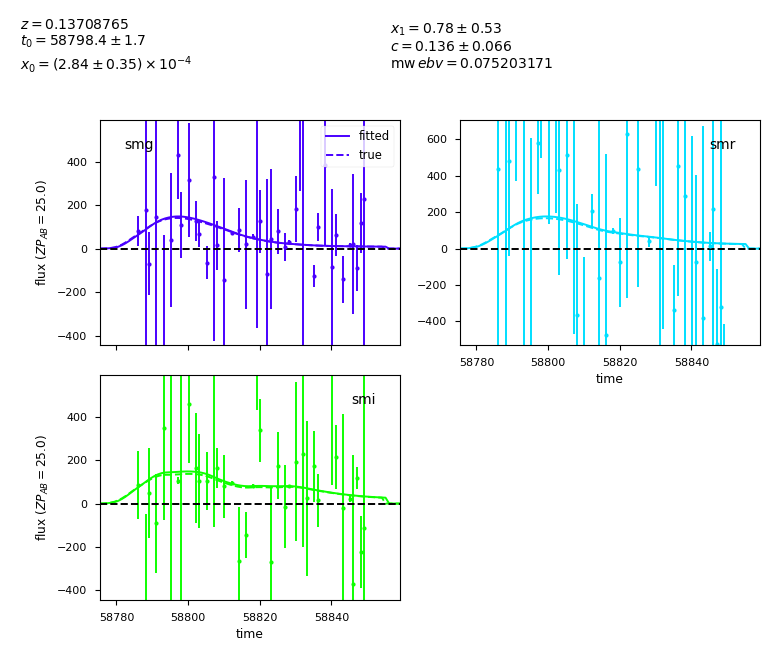 z = 0.13708765
t₀ = 58798.4 ± 1.7
x₀ = (2.84 ± 0.35) × 10⁻⁴
x₁ = 0.78 ± 0.53
c = 0.136 ± 0.066
mw ebv = 0.075203171
smg
fitted
true
flux (ZP_AB = 25.0)
400
200
0
−200
−400
smr
600
400
200
0
−200
−400
58780 58800 58820 58840
time
smi
flux (ZP_AB = 25.0)
400
200
0
−200
−400
58780 58800 58820 58840
time